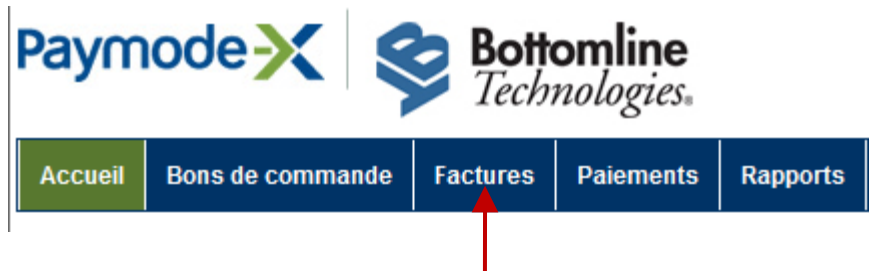 Paymode-X
Bottomline
Technologies.
Accueil Bons de commande Factures Paiements Rapports